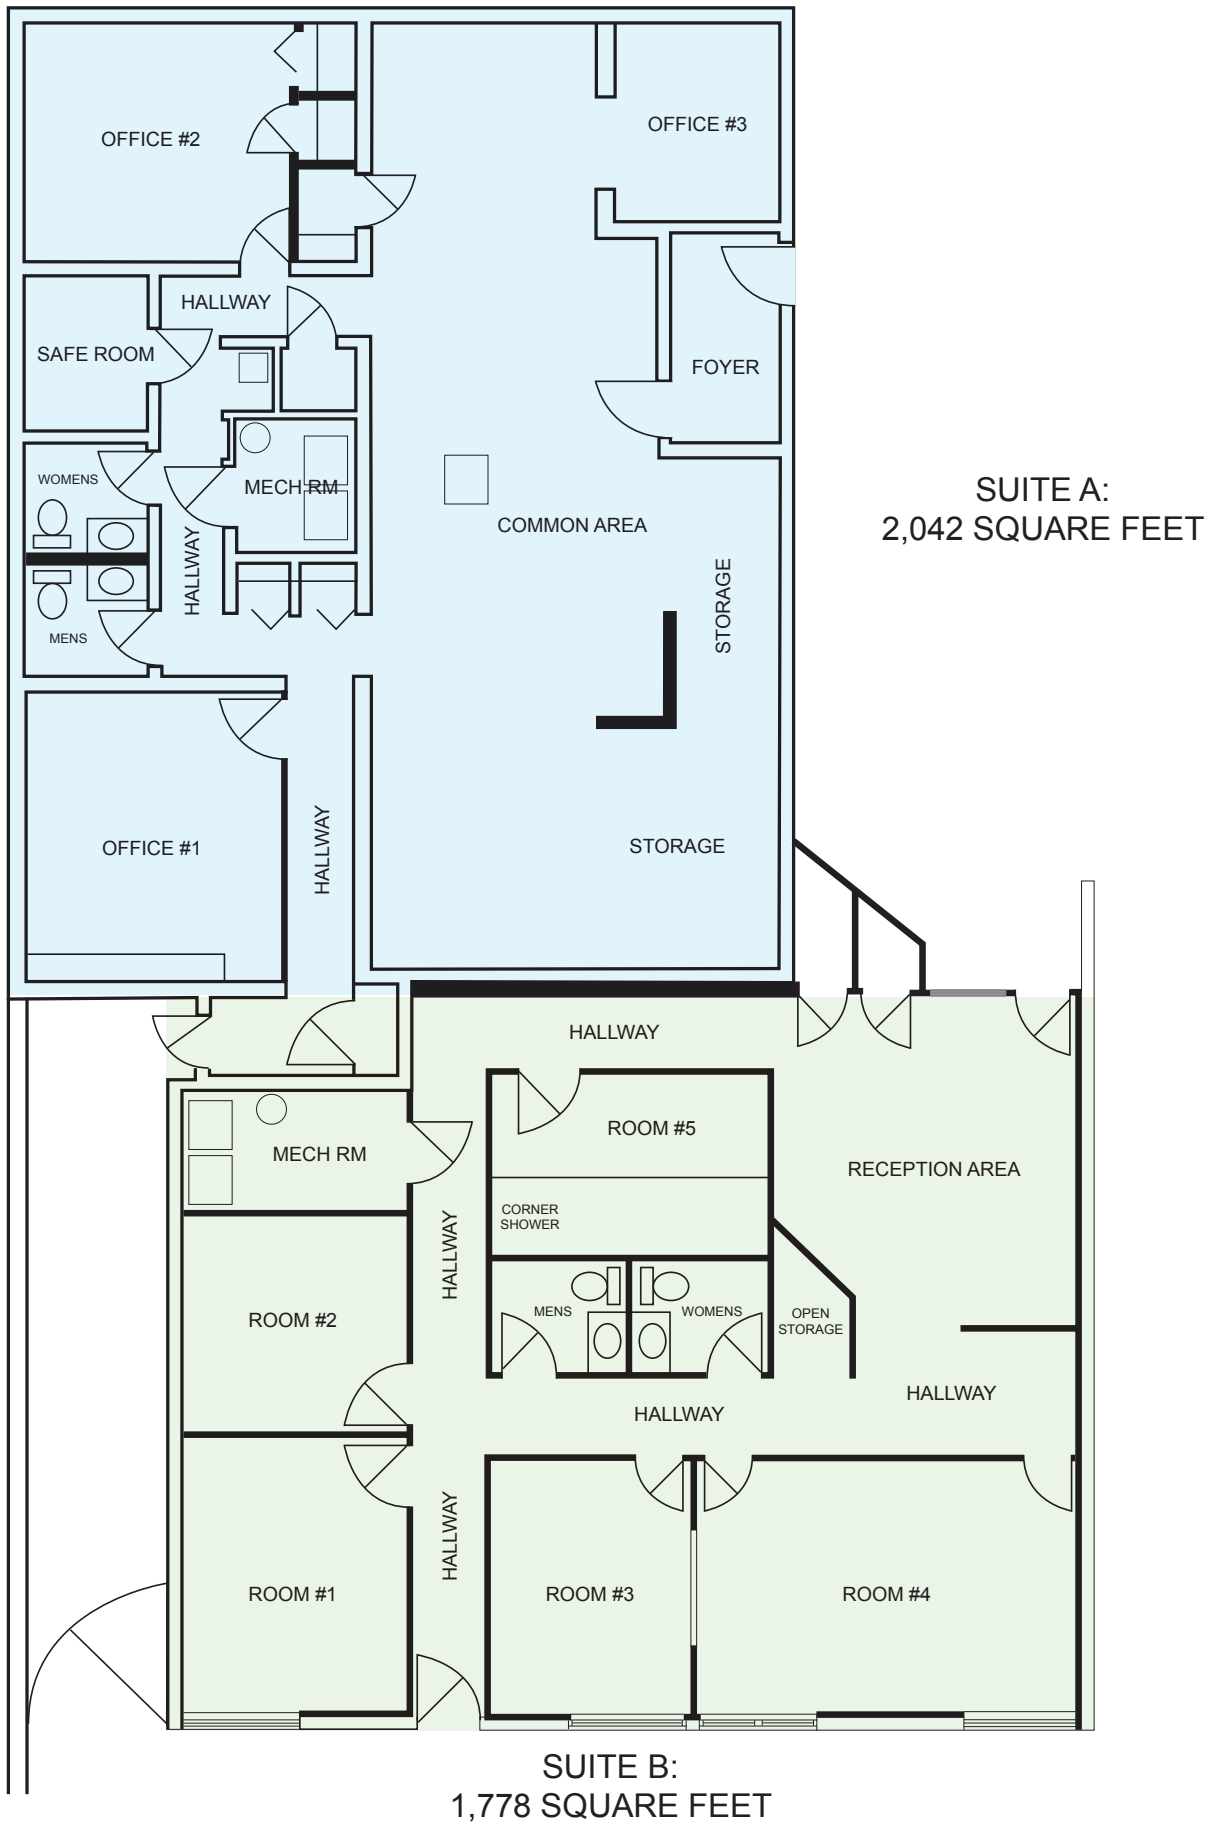 OFFICE #2
OFFICE #3
HALLWAY
SAFE ROOM
FOYER
WOMENS
MECH RM
SUITE A:
2,042 SQUARE FEET
COMMON AREA
HALLWAY
STORAGE
MENS
OFFICE #1
HALLWAY
STORAGE
HALLWAY
ROOM #5
MECH RM
RECEPTION AREA
CORNER
SHOWER
HALLWAY
MENS
WOMENS
OPEN
STORAGE
ROOM #2
HALLWAY
HALLWAY
HALLWAY
ROOM #1
ROOM #3
ROOM #4
SUITE B:
1,778 SQUARE FEET